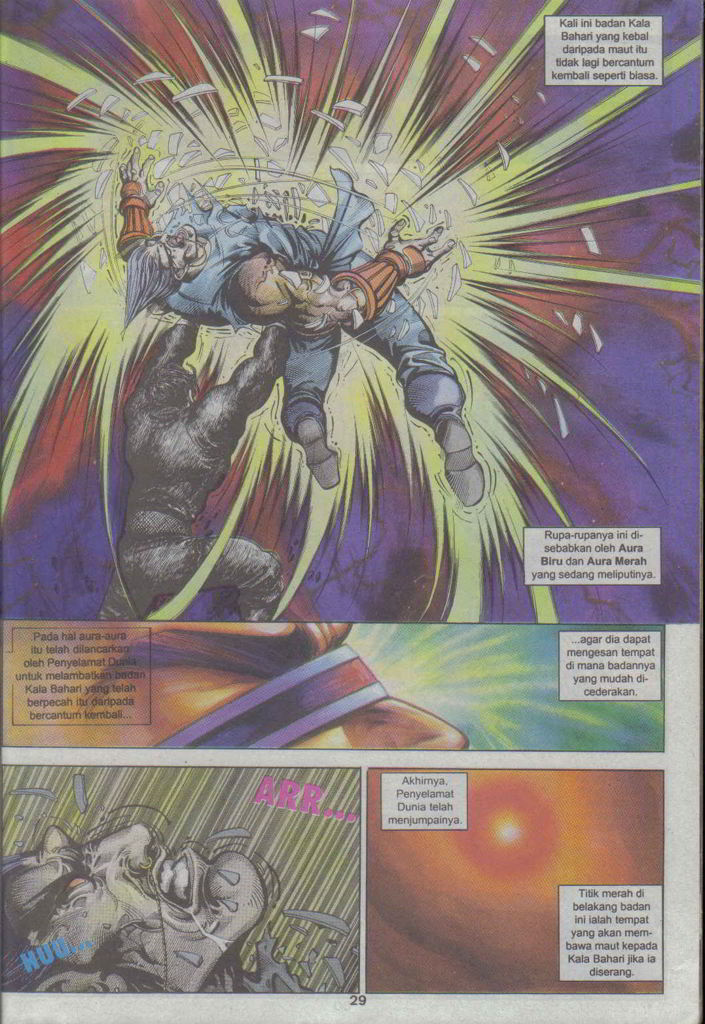 Kali ini badan Kala
Bahari yang kebal
daripada maut itu
tidak lagi bercantum
kembali seperti biasa.
Rupa-rupanya ini di-
sebabkan oleh Aura
Biru dan Aura Merah
yang sedang meliputinya.
Pada hal aura-aura
itu telah dilancarkan
oleh Penyelamat Dunia
untuk melambatkan badan
Kala Bahari yang telah
berpecah itu daripada
bercantum kembali...
...agar dia dapat
mengesan tempat
di mana badannya
yang mudah di-
cederakan.
ARR...
HUU...
Akhirnya,
Penyelamat
Dunia telah
menjumpainya.
Titik merah di
belakang badan
ini ialah tempat
yang akan mem-
bawa maut kepada
Kala Bahari jika ia
diserang.
29